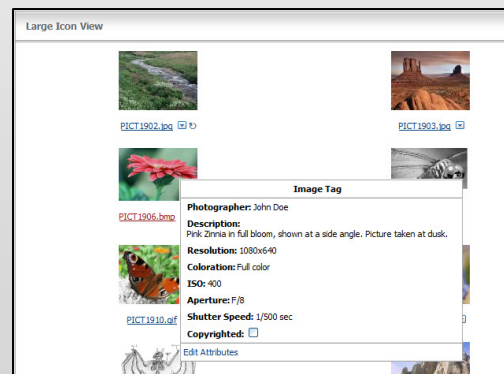 Large Icon View
PICT1902.jpg
PICT1903.jpg
PICT1906.bmp
Image Tag
Photographer: John Doe
Description:
Pink Zinnia in full bloom, shown at a side angle. Picture taken at dusk.
Resolution: 1080x640
Coloration: Full color
ISO: 400
Aperture: F/8
Shutter Speed: 1/500 sec
Copyrighted:
Edit Attributes
PICT1910.gif